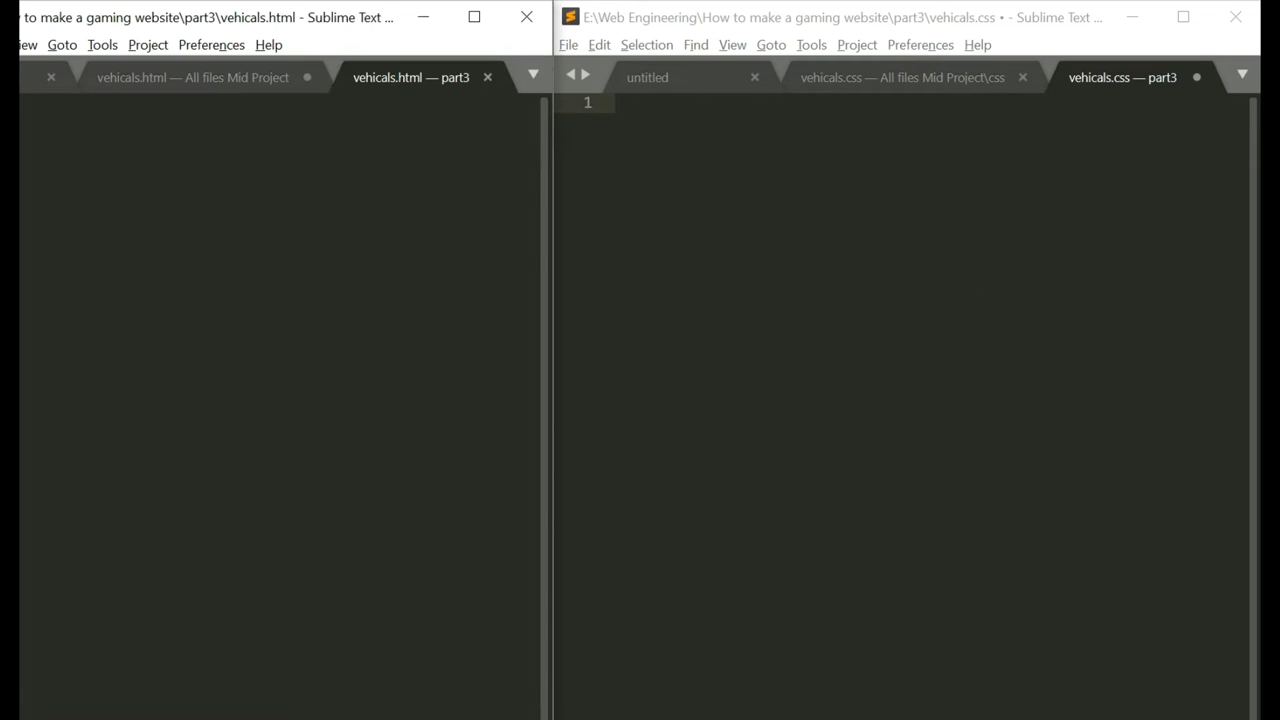 to make a gaming website\part3\vehicals.html - Sublime Text ...
Goto Tools Project Preferences Help
vehicals.html — All files Mid Project
vehicals.html — part3
E:\Web Engineering\How to make a gaming website\part3\vehicals.css • - Sublime Text ...
File Edit Selection Find View Goto Tools Project Preferences Help
untitled
vehicals.css — All files Mid Project\css
vehicals.css — part3
1